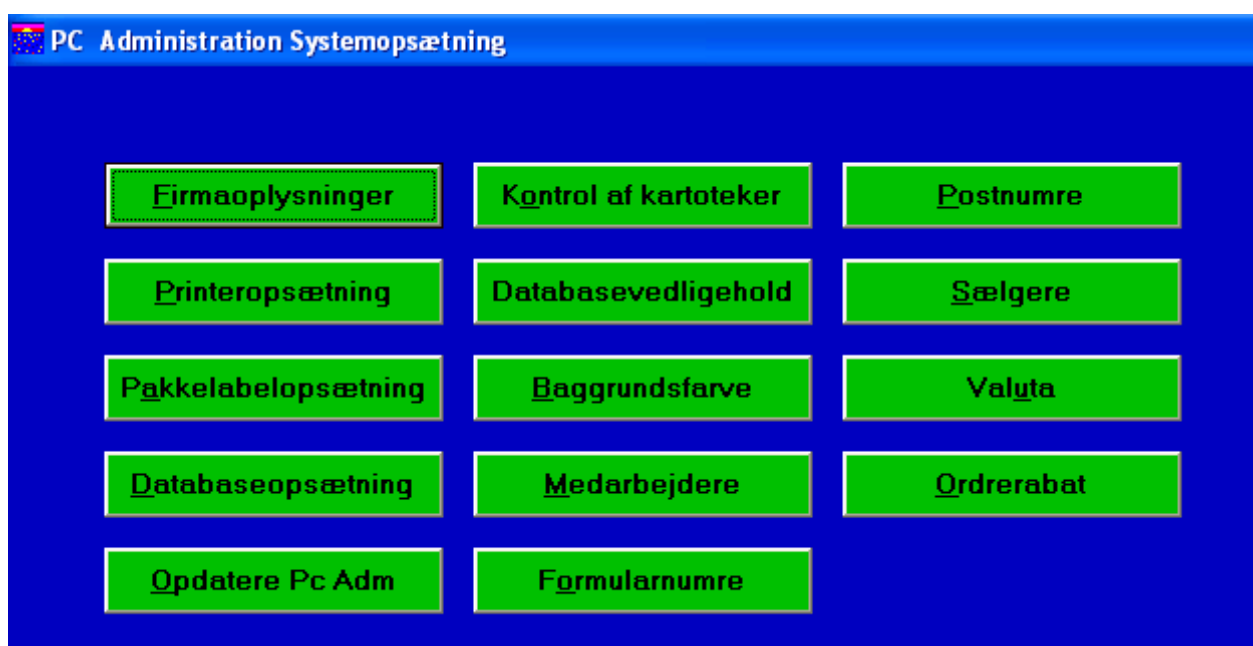 PC Administration Systemopsætning
Firmaoplysninger
Kontrol af kartoteker
Postnumre
Printeropsætning
Databasevedligehold
Sælgere
Pakkelabelopsætning
Baggrundsfarve
Valuta
Databaseopsætning
Medarbejdere
Ordrerabat
Opdatere Pc Adm
Formularnumre